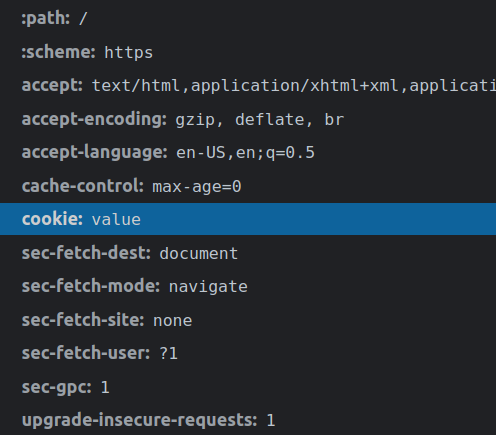 :path: /
:scheme: https
accept: text/html,application/xhtml+xml,applicati
accept-encoding: gzip, deflate, br
accept-language: en-US,en;q=0.5
cache-control: max-age=0
cookie: value
sec-fetch-dest: document
sec-fetch-mode: navigate
sec-fetch-site: none
sec-fetch-user: ?1
sec-gpc: 1
upgrade-insecure-requests: 1